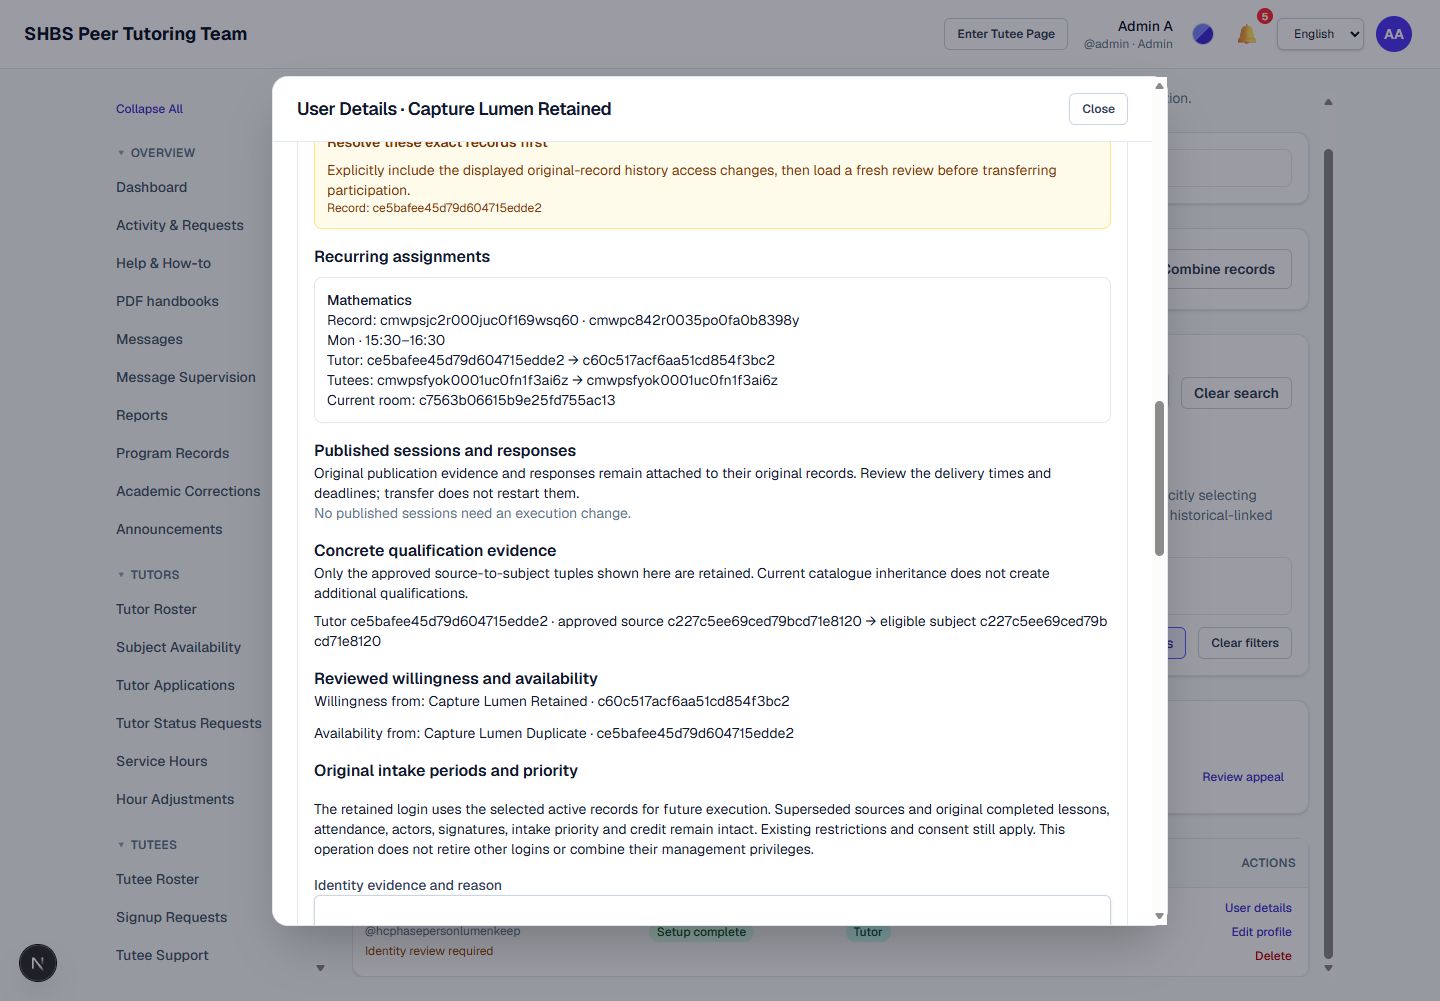 SHBS Peer Tutoring Team
Enter Tutee Page
Admin A
@admin · Admin
5
English
AA
Collapse All
OVERVIEW
Dashboard
Activity & Requests
Help & How-to
PDF handbooks
Messages
Message Supervision
Reports
Program Records
Academic Corrections
Announcements
TUTORS
Tutor Roster
Subject Availability
Tutor Applications
Tutor Status Requests
Service Hours
Hour Adjustments
TUTEES
Tutee Roster
Signup Requests
Tutee Support
N
User Details · Capture Lumen Retained
Close
Resolve these exact records first
Explicitly include the displayed original-record history access changes, then load a fresh review before transferring
participation.
Record: ce5bafee45d79d604715edde2
Recurring assignments
Mathematics
Record: cmwpsjc2r000juc0f169wsq60 · cmwpc842r0035po0fa0b8398y
Mon · 15:30–16:30
Tutor: ce5bafee45d79d604715edde2 → c60c517acf6aa51cd854f3bc2
Tutees: cmwpsfyok0001uc0fn1f3ai6z → cmwpsfyok0001uc0fn1f3ai6z
Current room: c7563b06615b9e25fd755ac13
Published sessions and responses
Original publication evidence and responses remain attached to their original records. Review the delivery times and
deadlines; transfer does not restart them.
No published sessions need an execution change.
Concrete qualification evidence
Only the approved source-to-subject tuples shown here are retained. Current catalogue inheritance does not create
additional qualifications.
Tutor ce5bafee45d79d604715edde2 · approved source c227c5ee69ced79bcd71e8120 → eligible subject c227c5ee69ced79b
cd71e8120
Reviewed willingness and availability
Willingness from: Capture Lumen Retained · c60c517acf6aa51cd854f3bc2
Availability from: Capture Lumen Duplicate · ce5bafee45d79d604715edde2
Original intake periods and priority
The retained login uses the selected active records for future execution. Superseded sources and original completed lessons,
attendance, actors, signatures, intake priority and credit remain intact. Existing restrictions and consent still apply. This
operation does not retire other logins or combine their management privileges.
Identity evidence and reason
tion.
Combine records
Clear search
citly selecting
historical-linked
s
Clear filters
Review appeal
ACTIONS
@hcphasepersonlumenkeep
Setup complete
Tutor
User details
Identity review required
Edit profile
Delete